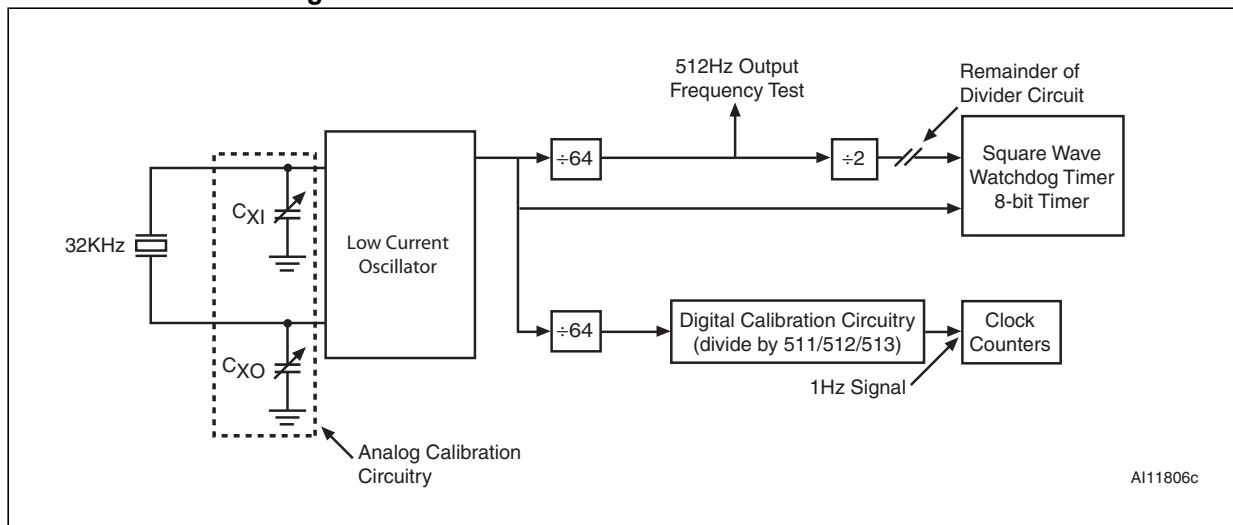 512Hz Output
Frequency Test
Remainder of
Divider Circuit
÷64
÷2
Square Wave
Watchdog Timer
8-bit Timer
CXI
32KHz
Low Current
Oscillator
CXO
÷64
Digital Calibration Circuitry
(divide by 511/512/513)
Clock
Counters
1Hz Signal
Analog Calibration
Circuitry
AI11806c